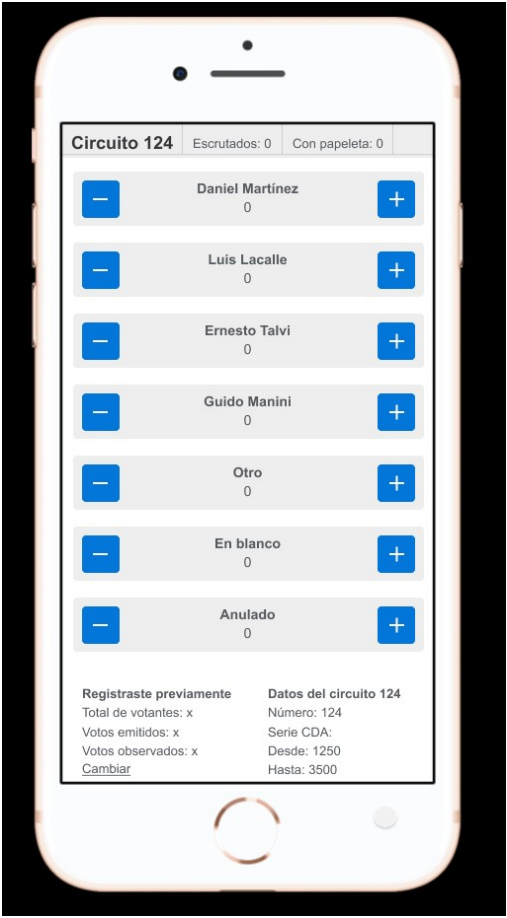 Circuito 124 Escrutados: 0 Con papeleta: 0
Daniel Martínez
0
Luis Lacalle
0
Ernesto Talvi
0
Guido Manini
0
Otro
0
En blanco
0
Anulado
0
Registraste previamente
Total de votantes: x
Votos emitidos: x
Votos observados: x
Cambiar
Datos del circuito 124
Número: 124
Serie CDA:
Desde: 1250
Hasta: 3500